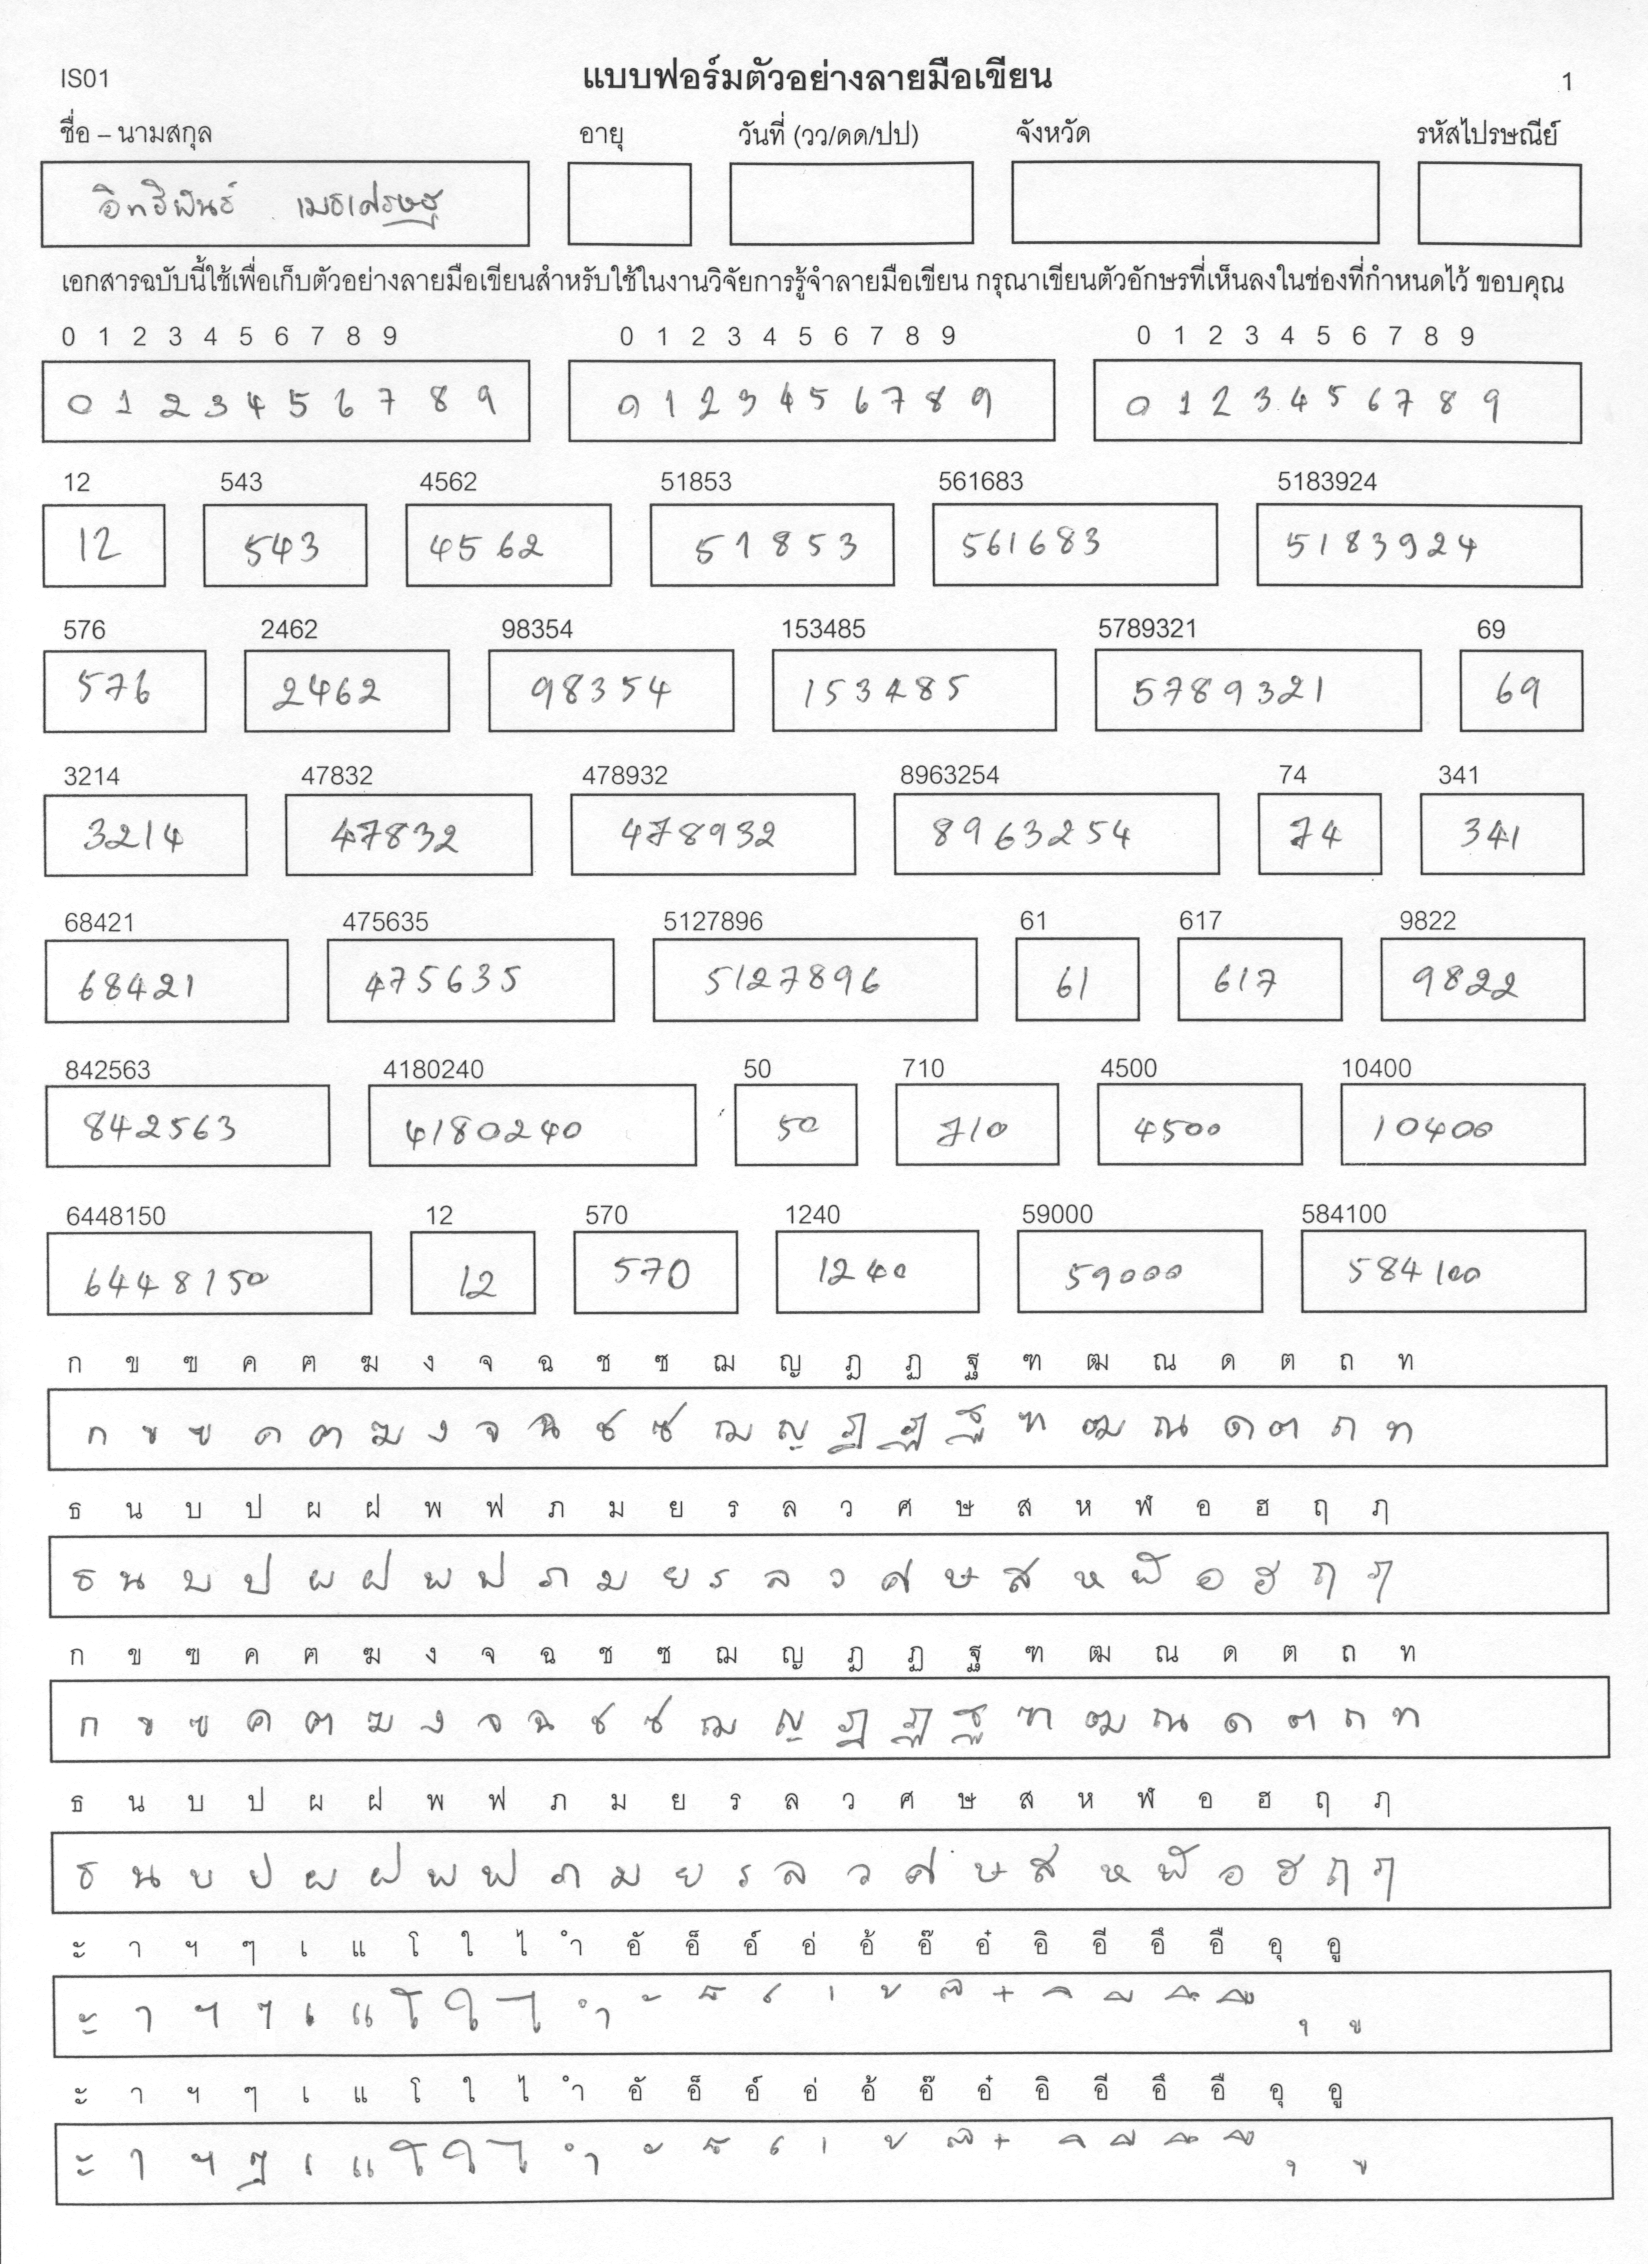 IS01 แบบฟอร์มตัวอย่างลายมือเขียน 1
ชื่อ – นามสกุล อายุ วันที่ (วว/ดด/ปป) จังหวัด รหัสไปรษณีย์
อิทธิพันธ์ เมธเศรษฐ
เอกสารฉบับนี้ใช้เพื่อเก็บตัวอย่างลายมือเขียนสำหรับใช้ในงานวิจัยการรู้จำลายมือเขียน กรุณาเขียนตัวอักษรที่เห็นลงในช่องที่กำหนดไว้ ขอบคุณ
0 1 2 3 4 5 6 7 8 9 0 1 2 3 4 5 6 7 8 9 0 1 2 3 4 5 6 7 8 9
0 1 2 3 4 5 6 7 8 9 0 1 2 3 4 5 6 7 8 9 0 1 2 3 4 5 6 7 8 9
12 543 4562 51853 561683 5183924
12 543 4562 51853 561683 5183924
576 2462 98354 153485 5789321 69
576 2462 98354 153485 5789321 69
3214 47832 478932 8963254 74 341
3214 47832 478932 8963254 74 341
68421 475635 5127896 61 617 9822
68421 475635 5127896 61 617 9822
842563 4180240 50 710 4500 10400
842563 4180240 50 710 4500 10400
6448150 12 570 1240 59000 584100
6448150 12 570 1240 59000 584100
ก ข ฃ ค ฅ ฆ ง จ ฉ ช ซ ฌ ญ ฎ ฏ ฐ ฑ ฒ ณ ด ต ถ ท
ก ข ฃ ค ฅ ฆ ง จ ฉ ช ซ ฌ ญ ฎ ฏ ฐ ฑ ฒ ณ ด ต ถ ท
ธ น บ ป ผ ฝ พ ฟ ภ ม ย ร ล ว ศ ษ ส ห ฬ อ ฮ ฤ ฦ
ธ น บ ป ผ ฝ พ ฟ ภ ม ย ร ล ว ศ ษ ส ห ฬ อ ฮ ฤ ฦ
ก ข ฃ ค ฅ ฆ ง จ ฉ ช ซ ฌ ญ ฎ ฏ ฐ ฑ ฒ ณ ด ต ถ ท
ก ข ฃ ค ฅ ฆ ง จ ฉ ช ซ ฌ ญ ฎ ฏ ฐ ฑ ฒ ณ ด ต ถ ท
ธ น บ ป ผ ฝ พ ฟ ภ ม ย ร ล ว ศ ษ ส ห ฬ อ ฮ ฤ ฦ
ธ น บ ป ผ ฝ พ ฟ ภ ม ย ร ล ว ศ ษ ส ห ฬ อ ฮ ฤ ฦ
ะ า ฯ ๆ เ แ โ ใ ไ ำ อั อ็ อ์ อ่ อ้ อ๊ อ๋ อิ อี อึ อื อุ อู
ะ า ฯ ๆ เ แ โ ใ ไ ำ ั ็ ์ ่ ้ ๊ ๋ ิ ี ึ ื ุ ู
ะ า ฯ ๆ เ แ โ ใ ไ ำ อั อ็ อ์ อ่ อ้ อ๊ อ๋ อิ อี อึ อื อุ อู
ะ า ฯ ๆ เ แ โ ใ ไ ำ ั ็ ์ ่ ้ ๊ ๋ ิ ี ึ ื ุ ู